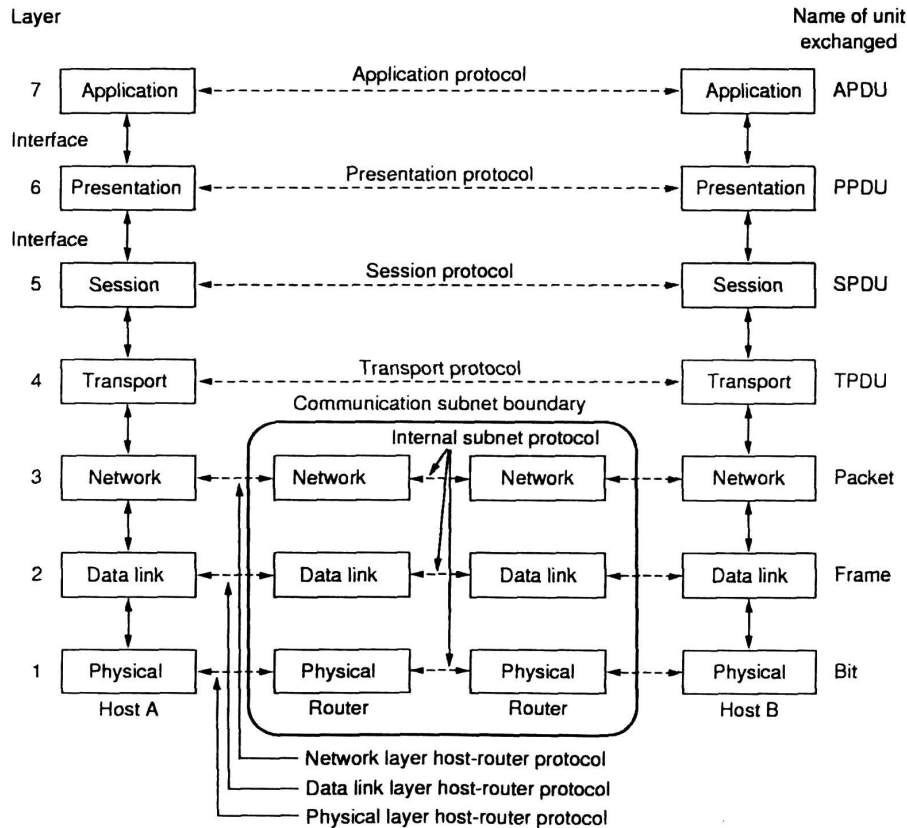 Layer
Name of unit
exchanged
Application protocol
7 Application Application APDU
Interface
Presentation protocol
6 Presentation Presentation PPDU
Interface
Session protocol
5 Session Session SPDU
Transport protocol
4 Transport Transport TPDU
Communication subnet boundary
Internal subnet protocol
3 Network Network Network Network Packet
2 Data link Data link Data link Data link Frame
1 Physical Physical Physical Physical Bit
Host A Router Router Host B
Network layer host-router protocol
Data link layer host-router protocol
Physical layer host-router protocol